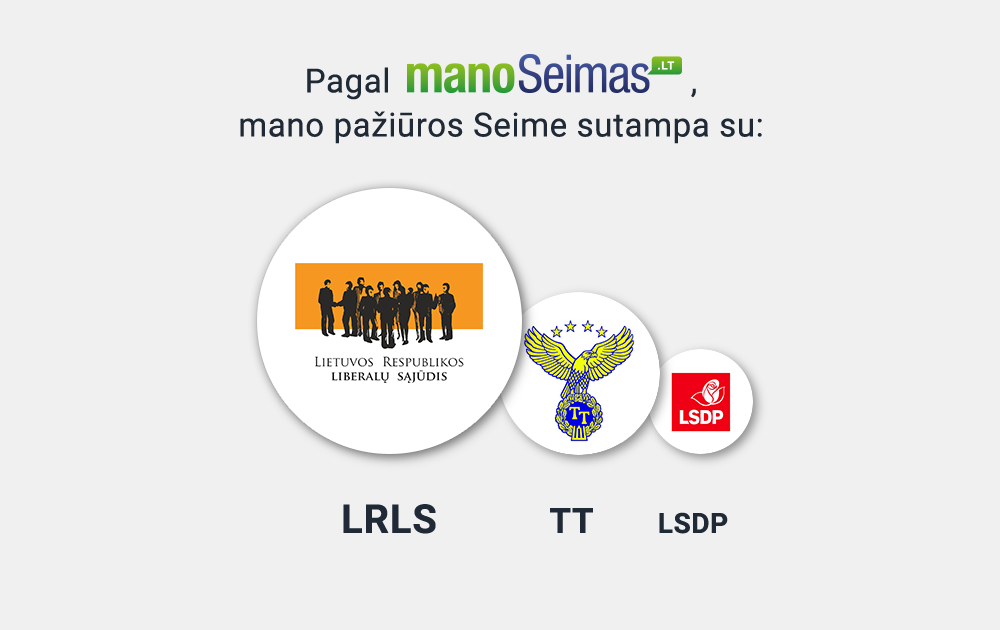 Pagal manoSeimas.LT ,
mano pažiūros Seime sutampa su:
LIETUVOS RESPUBLIKOS
LIBERALŲ SĄJŪDIS
TT
LSDP
LRLS
TT
LSDP